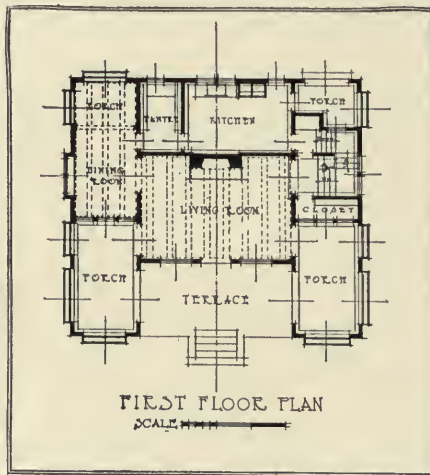 PORCH
PANTRY
KITCHEN
PORCH
DINING
ROOM
LIVING ROOM
CLOSET
PORCH
TERRACE
PORCH
FIRST FLOOR PLAN
SCALE